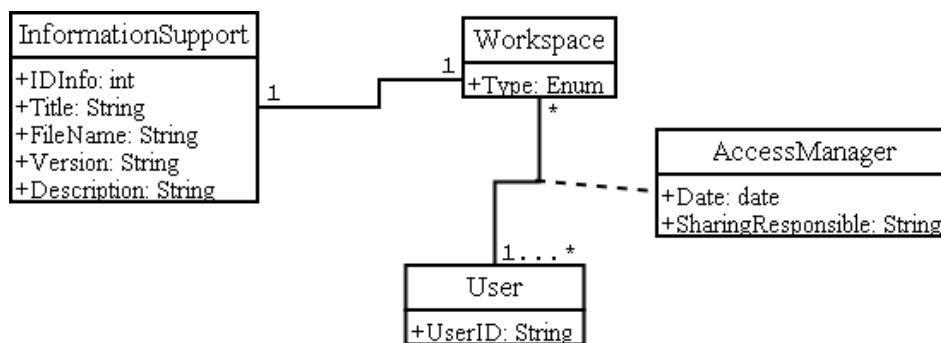 InformationSupport
+IDInfo: int
+Title: String
+FileName: String
+Version: String
+Description: String
1
1
Workspace
+Type: Enum
*
AccessManager
+Date: date
+SharingResponsible: String
1...*
User
+UserID: String